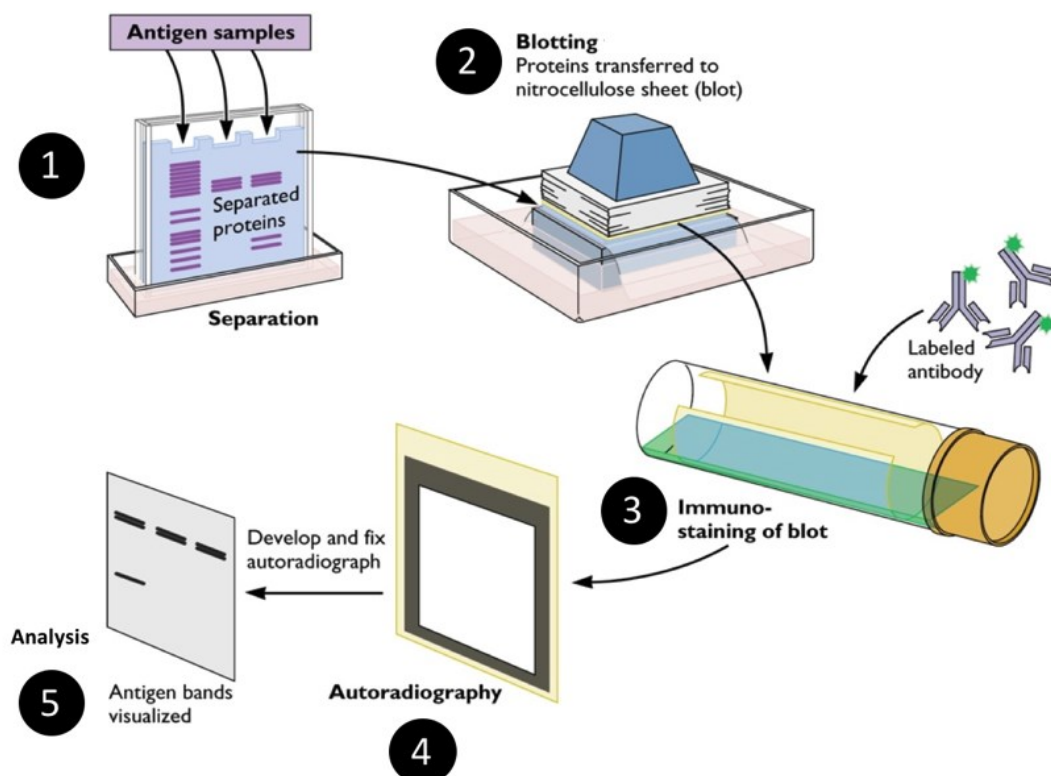 Antigen samples
1
Separated
proteins
Separation
2
Blotting
Proteins transferred to
nitrocellulose sheet (blot)
Labeled
antibody
3
Immuno-
staining of blot
Autoradiography
4
Develop and fix
autoradiograph
Analysis
5
Antigen bands
visualized